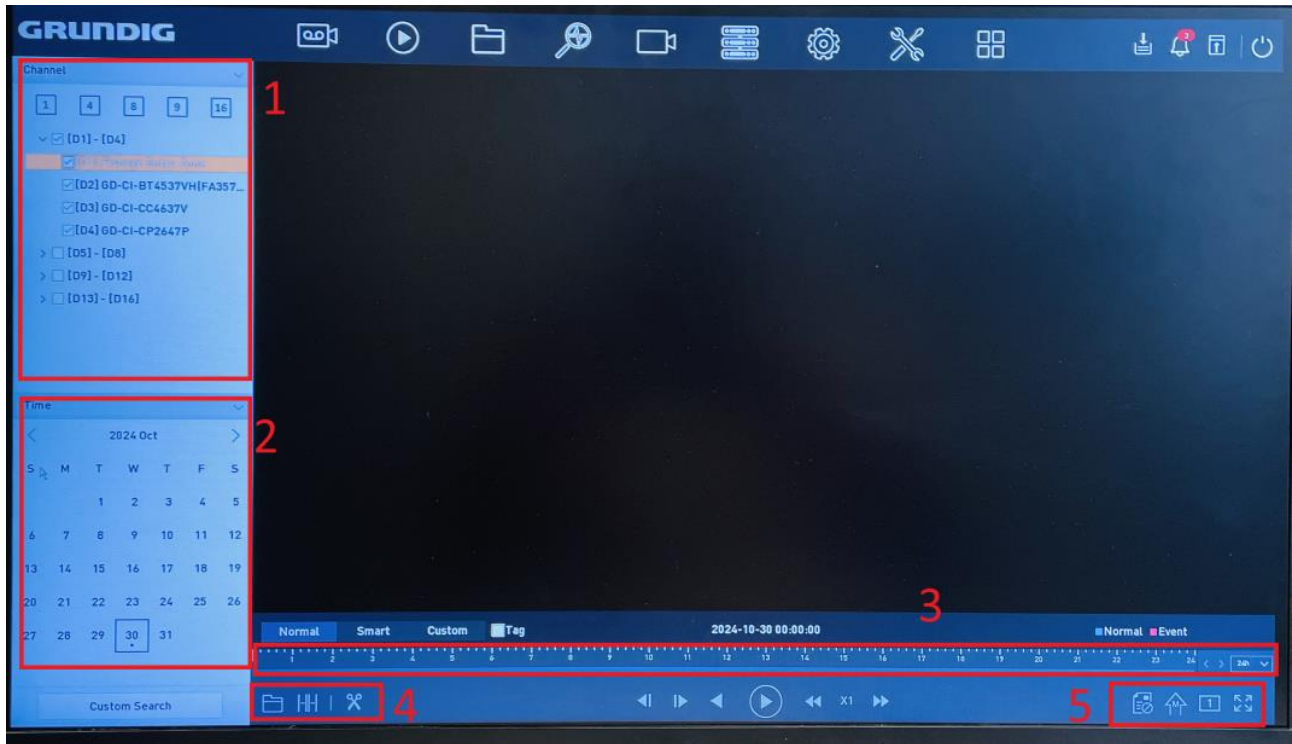 GRUNDIG
2
Channel
1 4 8 9 16
1
[D1] - [D4]
[D2] GD-CI-BT4537VH(FA357...
[D3] GD-CI-CC4637V
[D4] GD-CI-CP2647P
[D5] - [D8]
[D9] - [D12]
[D13] - [D16]
Time
2024 Oct
2
S M T W T F S
1 2 3 4 5
6 7 8 9 10 11 12
13 14 15 16 17 18 19
20 21 22 23 24 25 26
27 28 29 30 31
Custom Search
3
Normal Smart Custom Tag 2024-10-30 00:00:00 Normal Event
1 2 3 4 5 6 7 8 9 10 11 12 13 14 15 16 17 18 19 20 21 22 23 24 24h
4 X1 5 M 1